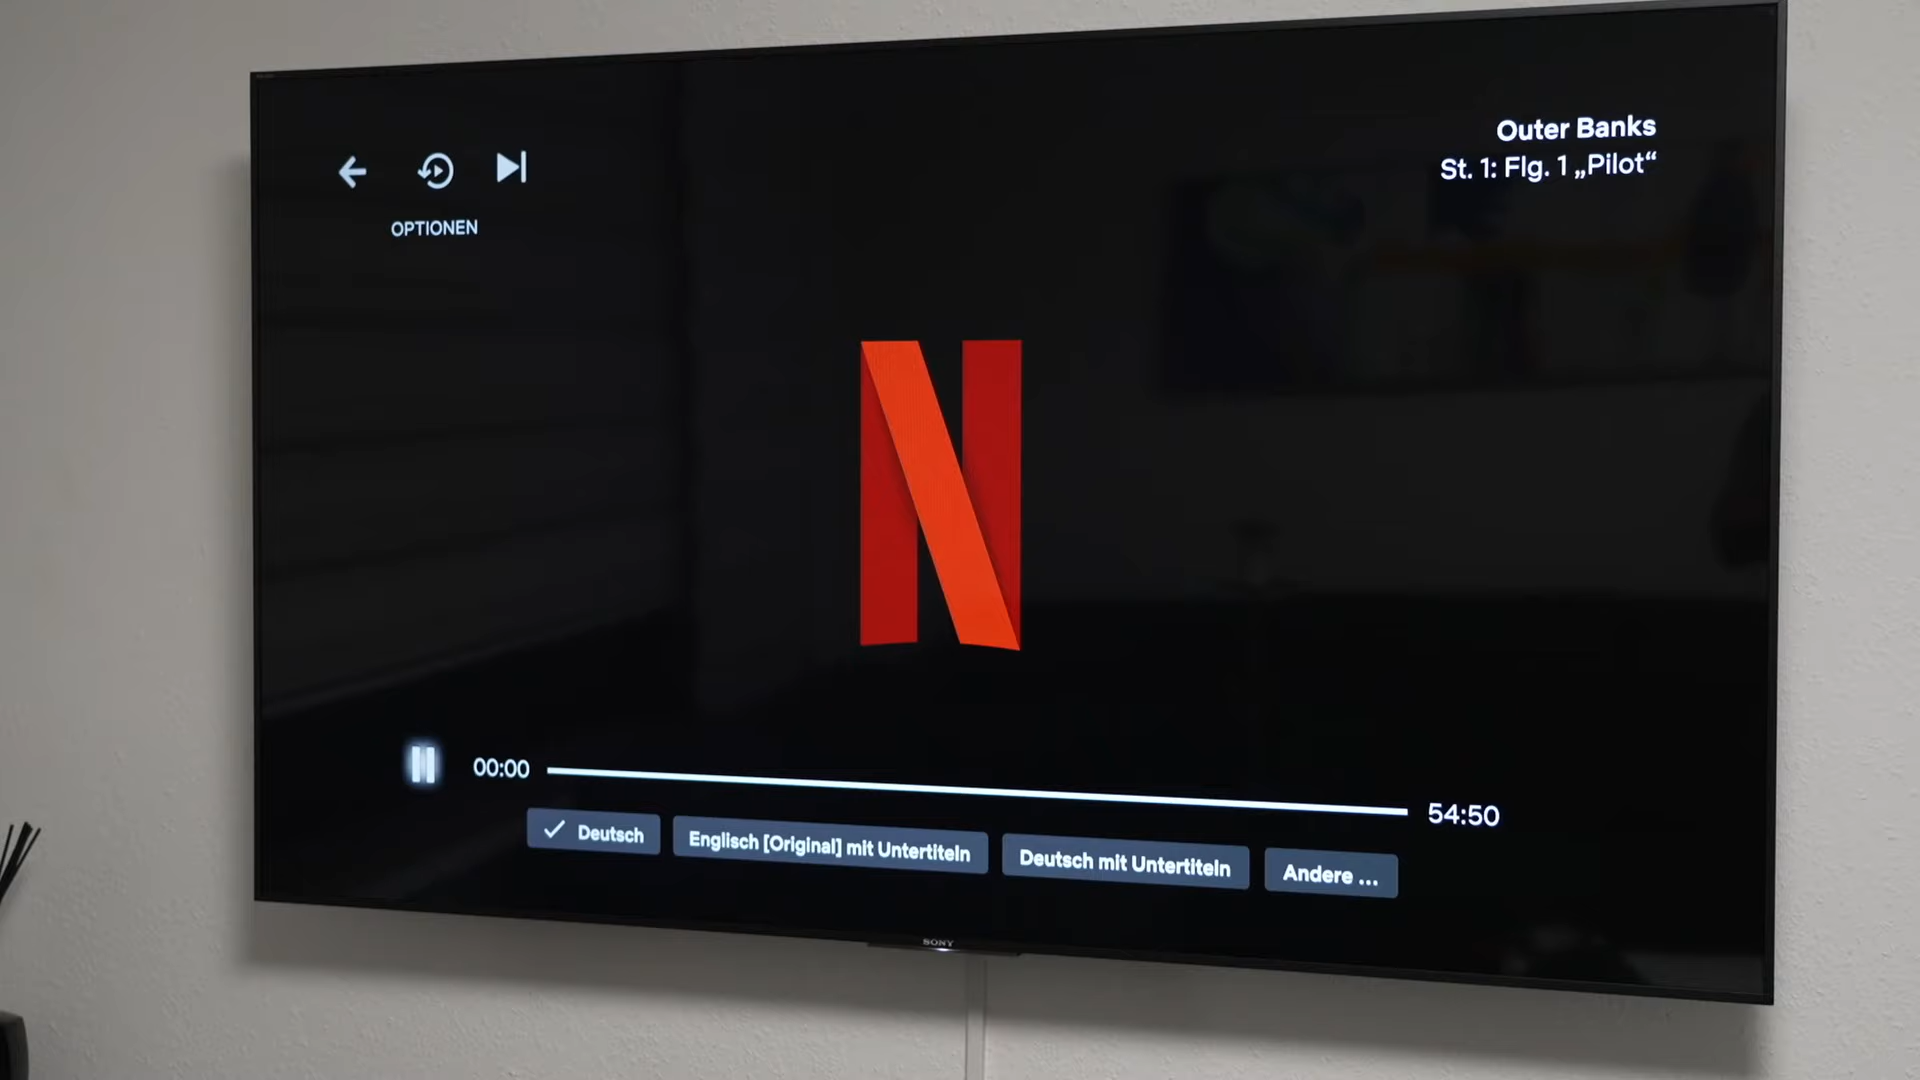 Outer Banks
St. 1: Flg. 1 „Pilot“
OPTIONEN
00:00
54:50
Deutsch
Englisch [Original] mit Untertiteln
Deutsch mit Untertiteln
Andere ...
SONY